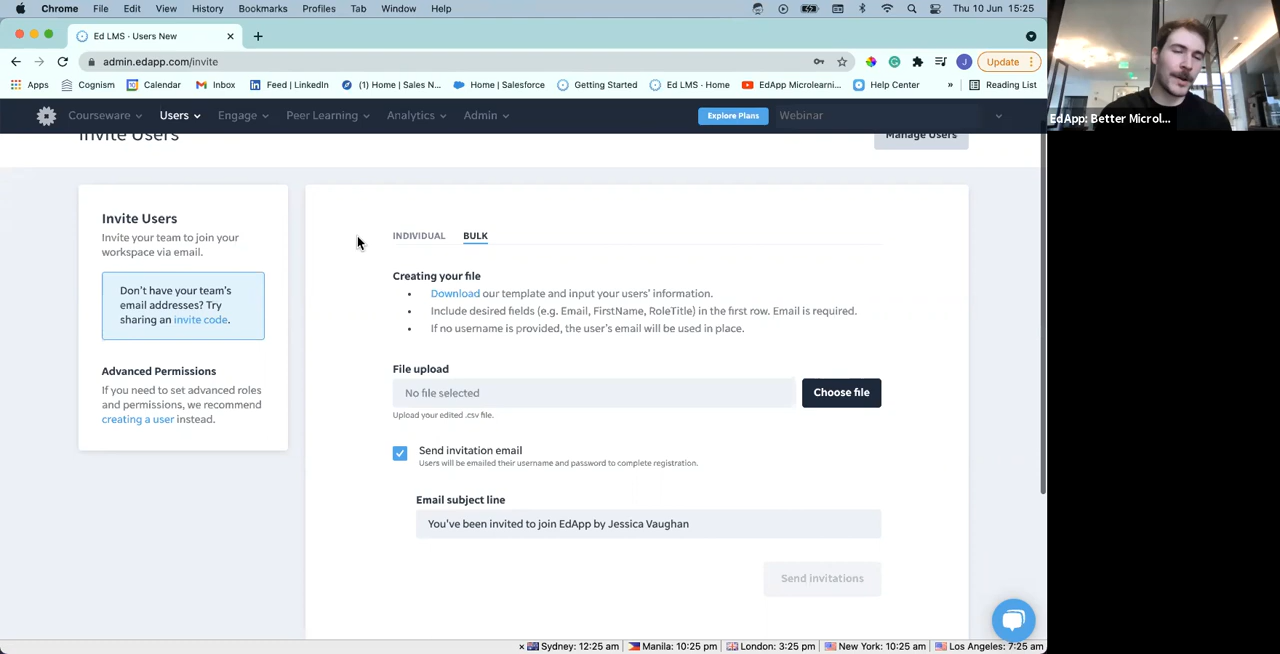 Chrome File Edit View History Bookmarks Profiles Tab Window Help Thu 10 Jun 15:25
Ed LMS - Users New
admin.edapp.com/invite
Update
Apps Cognism Calendar Inbox Feed | LinkedIn (1) Home | Sales N... Home | Salesforce Getting Started Ed LMS - Home EdApp Microlearni... Help Center » Reading List
Courseware Users Engage Peer Learning Analytics Admin Explore Plans Webinar
EdApp: Better Microl...
Invite Users
Manage Users
Invite Users
Invite your team to join your
workspace via email.
Don't have your team's
email addresses? Try
sharing an invite code.
Advanced Permissions
If you need to set advanced roles
and permissions, we recommend
creating a user instead.
INDIVIDUAL BULK
Creating your file
• Download our template and input your users' information.
• Include desired fields (e.g. Email, FirstName, RoleTitle) in the first row. Email is required.
• If no username is provided, the user's email will be used in place.
File upload
No file selected
Choose file
Upload your edited .csv file.
Send invitation email
Users will be emailed their username and password to complete registration.
Email subject line
You've been invited to join EdApp by Jessica Vaughan
Send invitations
× Sydney: 12:25 am | Manila: 10:25 pm | London: 3:25 pm | New York: 10:25 am | Los Angeles: 7:25 am